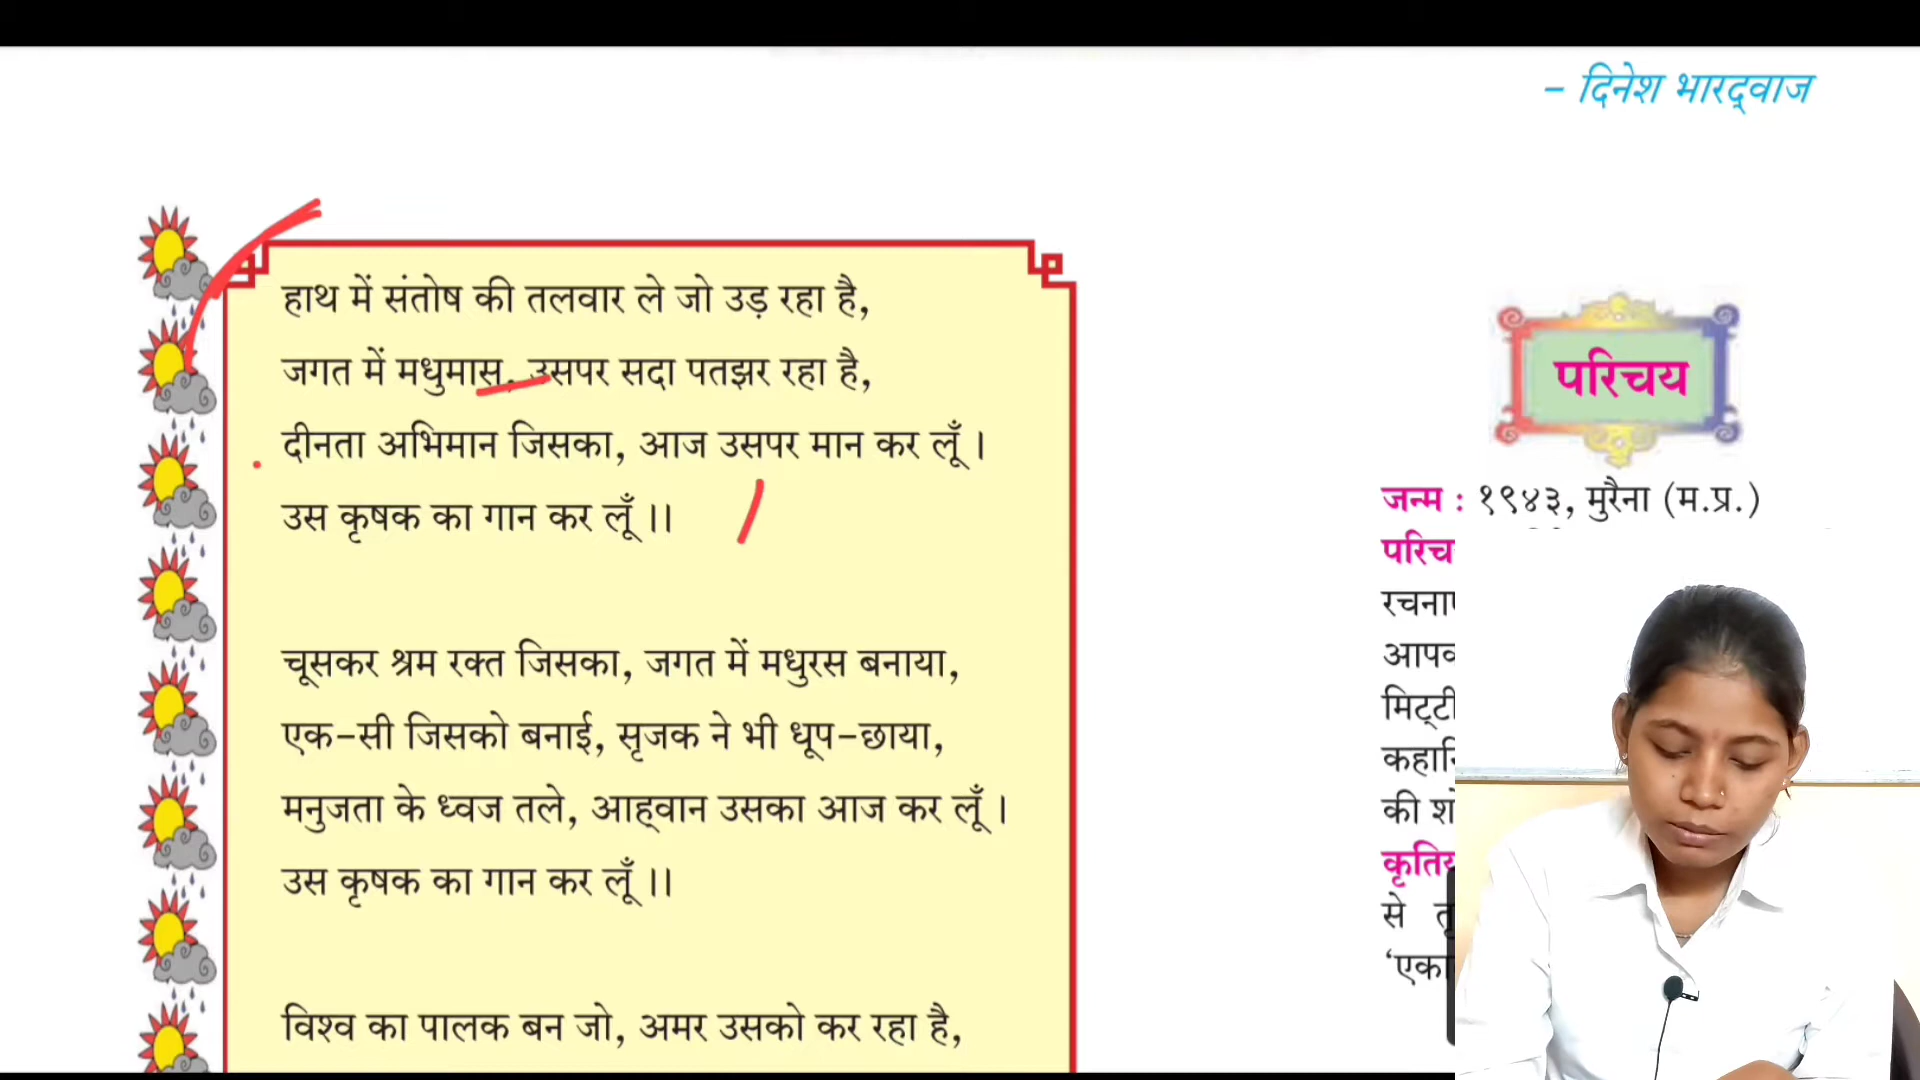 – दिनेश भारद्‌वाज
हाथ में संतोष की तलवार ले जो उड़ रहा है,
जगत में मधुमास, उसपर सदा पतझर रहा है,
दीनता अभिमान जिसका, आज उसपर मान कर लूँ ।
उस कृषक का गान कर लूँ ।।
चूसकर श्रम रक्त जिसका, जगत में मधुरस बनाया,
एक-सी जिसको बनाई, सृजक ने भी धूप-छाया,
मनुजता के ध्वज तले, आह्‌वान उसका आज कर लूँ ।
उस कृषक का गान कर लूँ ।।
विश्व का पालक बन जो, अमर उसको कर रहा है,
परिचय
जन्म : १९४३, मुरैना (म.प्र.)
से